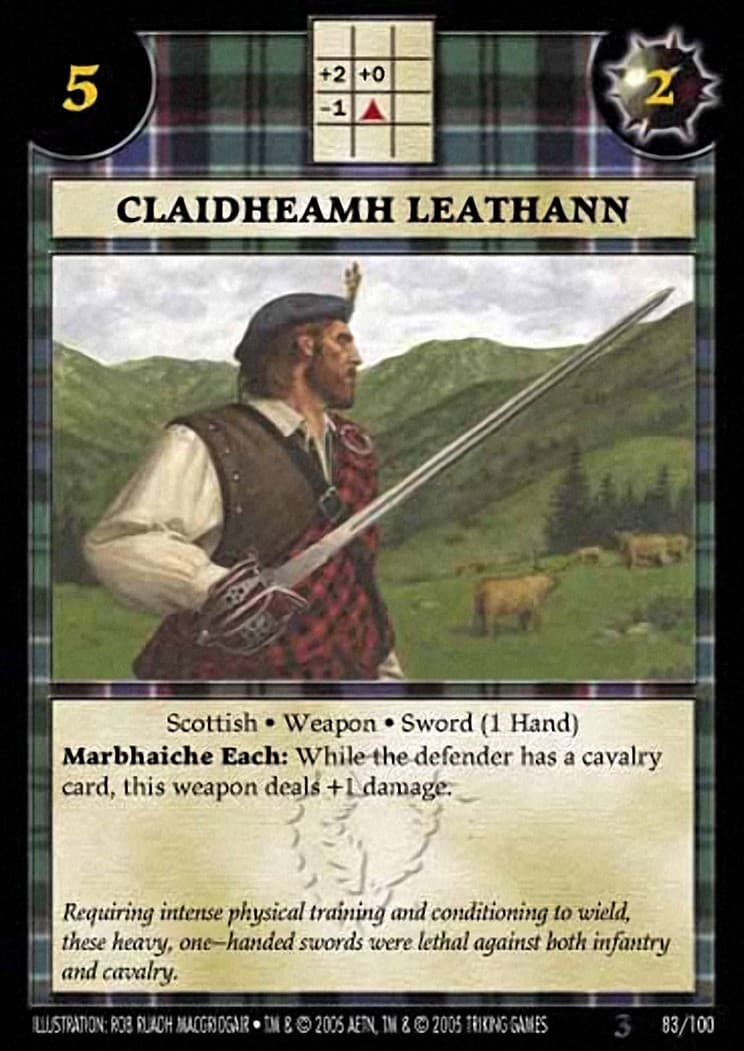 5
+2 +0
-1
2
CLAIDHEAMH LEATHANN
Scottish • Weapon • Sword (1 Hand)
Marbhaiche Each: While the defender has a cavalry
card, this weapon deals +1 damage.
Requiring intense physical training and conditioning to wield,
these heavy, one-handed swords were lethal against both infantry
and cavalry.
ILLUSTRATION: ROB RUADH MACGRIOGAIR • TM & © 2005 AETN, TM & © 2005 TRIKING GAMES 3 83/100